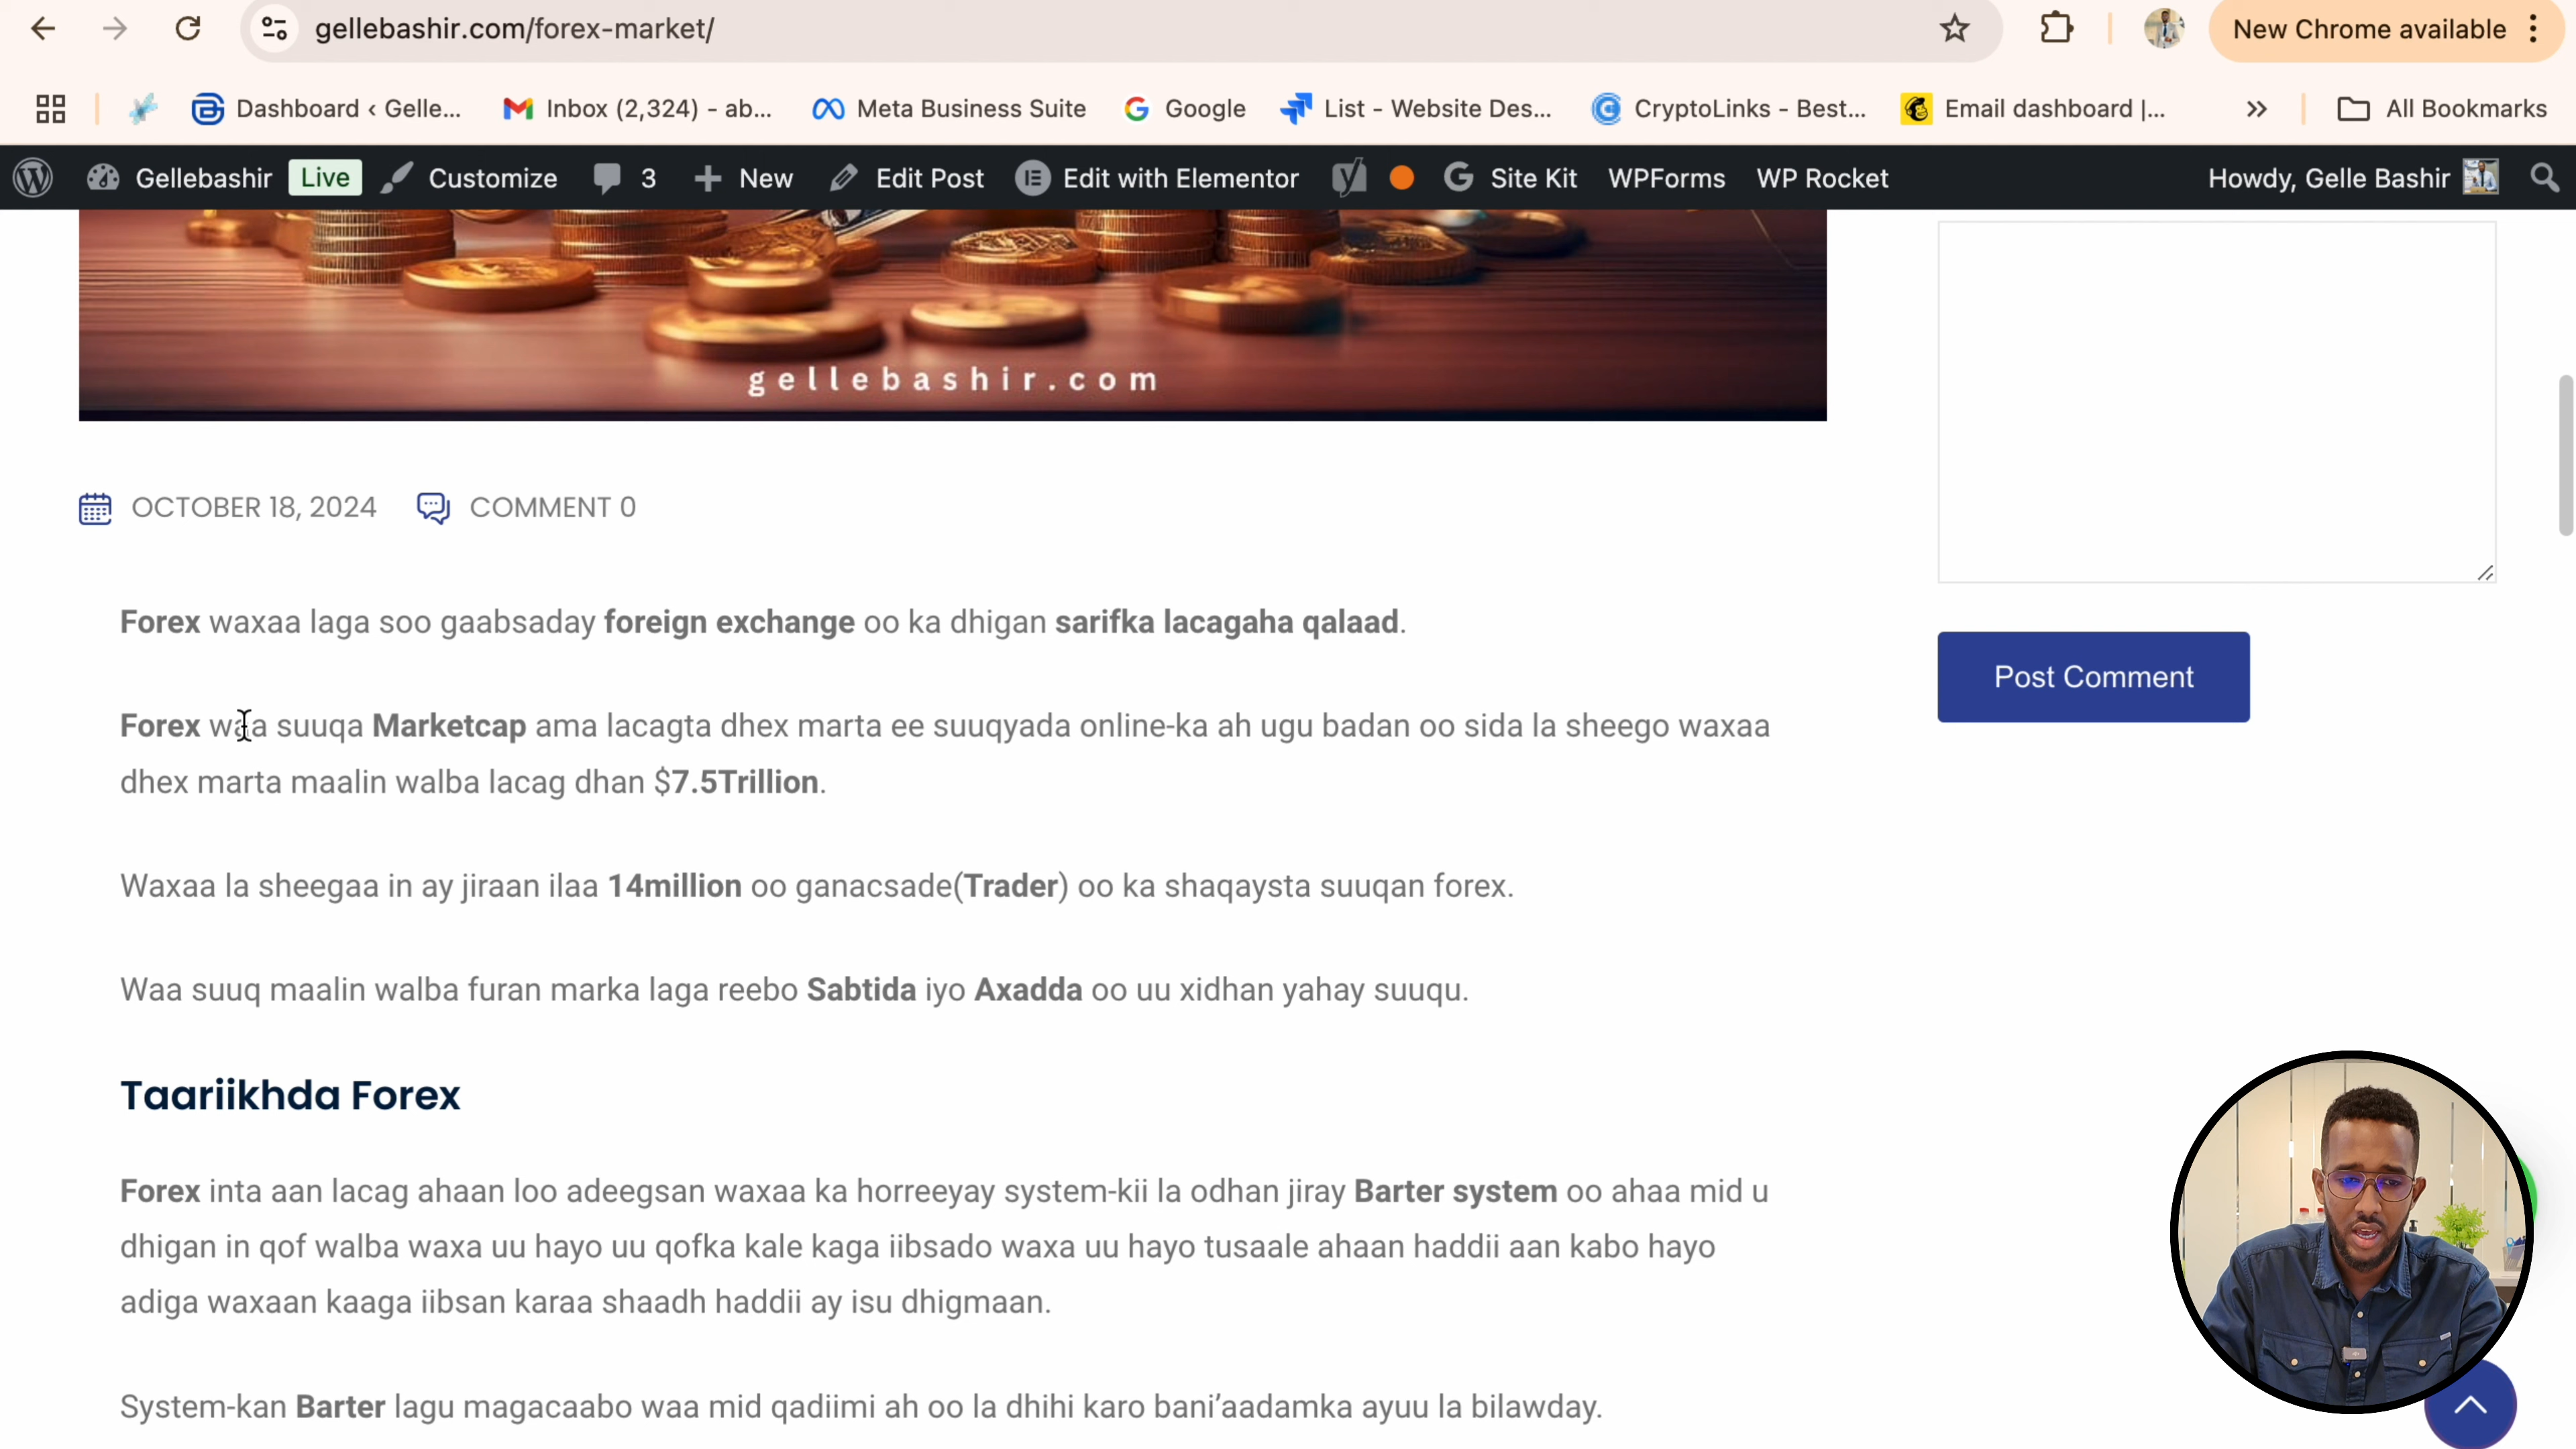 gellebashir.com/forex-market/
New Chrome available
Dashboard ‹ Gelle...
Inbox (2,324) - ab...
Meta Business Suite
Google
List - Website Des...
CryptoLinks - Best...
Email dashboard |...
All Bookmarks
Gellebashir
Live
Customize
3
New
Edit Post
Edit with Elementor
Site Kit
WPForms
WP Rocket
Howdy, Gelle Bashir
gellebashir.com
OCTOBER 18, 2024
COMMENT 0
Forex waxaa laga soo gaabsaday foreign exchange oo ka dhigan sarifka lacagaha qalaad.
Forex waa suuqa Marketcap ama lacagta dhex marta ee suuqyada online-ka ah ugu badan oo sida la sheego waxaa
dhex marta maalin walba lacag dhan $7.5Trillion.
Waxaa la sheegaa in ay jiraan ilaa 14million oo ganacsade(Trader) oo ka shaqaysta suuqan forex.
Waa suuq maalin walba furan marka laga reebo Sabtida iyo Axadda oo uu xidhan yahay suuqu.
Taariikhda Forex
Forex inta aan lacag ahaan loo adeegsan waxaa ka horreeyay system-kii la odhan jiray Barter system oo ahaa mid u
dhigan in qof walba waxa uu hayo uu qofka kale kaga iibsado waxa uu hayo tusaale ahaan haddii aan kabo hayo
adiga waxaan kaaga iibsan karaa shaadh haddii ay isu dhigmaan.
System-kan Barter lagu magacaabo waa mid qadiimi ah oo la dhihi karo bani'aadamka ayuu la bilawday.
Post Comment